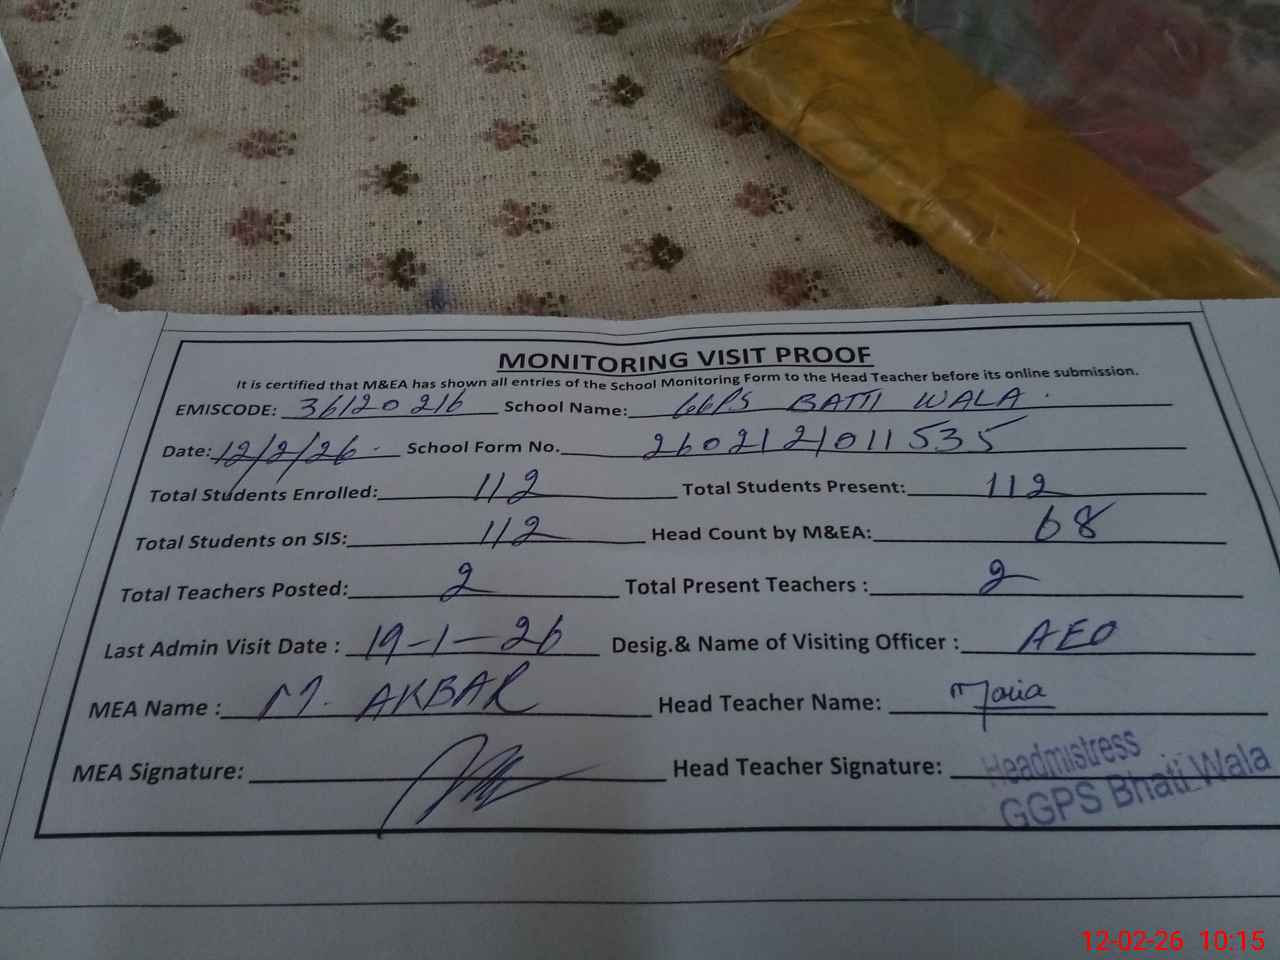 MONITORING VISIT PROOF
It is certified that M&EA has shown all entries of the School Monitoring Form to the Head Teacher before its online submission.
EMISCODE: 36120216 School Name: GGPS BATTI WALA
Date: 12/2/26 School Form No. 260212101 1535
Total Students Enrolled: 112 Total Students Present: 112
Total Students on SIS: 112 Head Count by M&EA: 68
Total Teachers Posted: 2 Total Present Teachers : 2
Last Admin Visit Date : 19-1-26 Desig.& Name of Visiting Officer : AEO
MEA Name : M. AKBAR Head Teacher Name: Maria
MEA Signature: Head Teacher Signature:
Headmistress
GGPS Bhati Wala
12-02-26 10:15